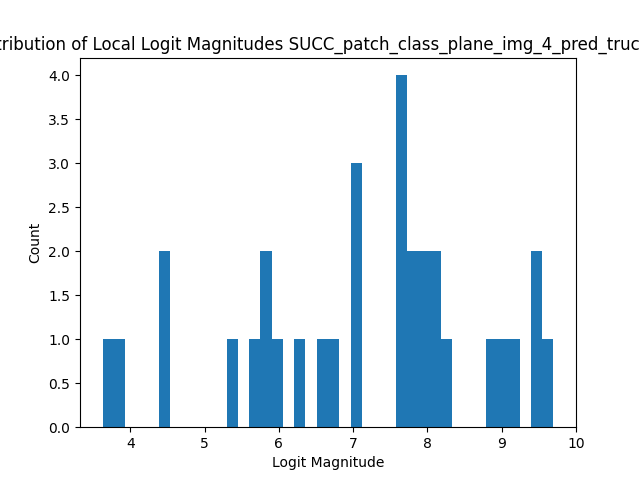 tribution of Local Logit Magnitudes SUCC_patch_class_plane_img_4_pred_truc
4.0
3.5
3.0
2.5
2.0
1.5
1.0
0.5
0.0
Count
4 5 6 7 8 9 10
Logit Magnitude